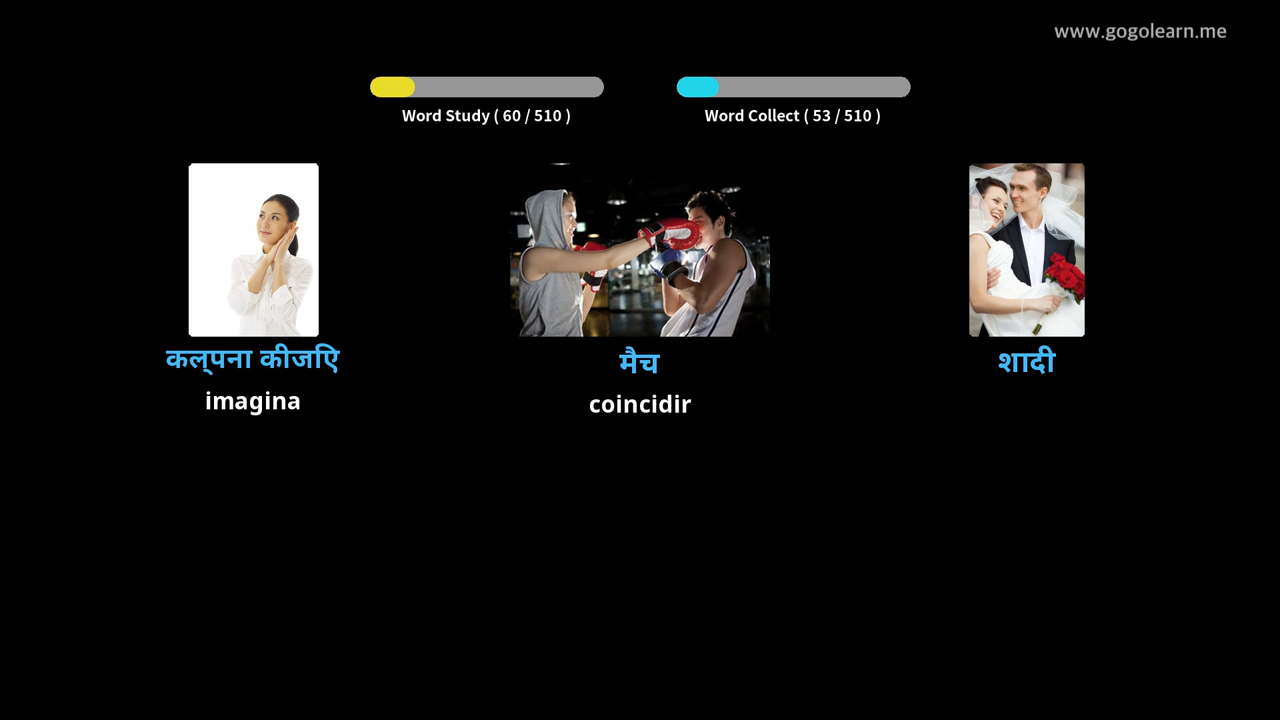 www.gogolearn.me
Word Study ( 60 / 510 )
Word Collect ( 53 / 510 )
कल्पना कीजिए
imagina
मैच
coincidir
शादी